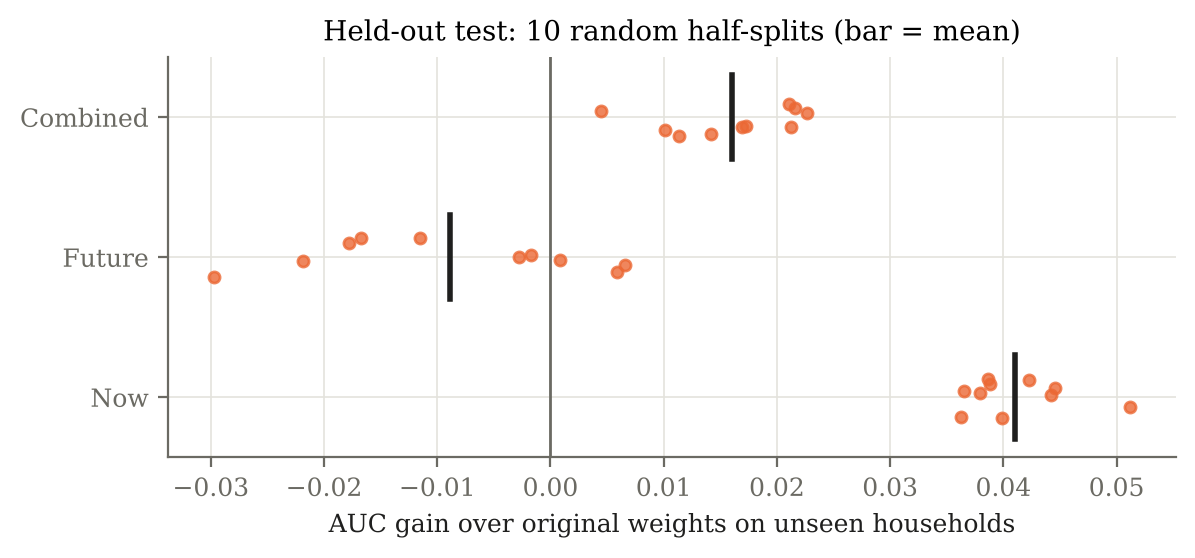 Held-out test: 10 random half-splits (bar = mean)
Combined
Future
Now
−0.03 −0.02 −0.01 0.00 0.01 0.02 0.03 0.04 0.05
AUC gain over original weights on unseen households